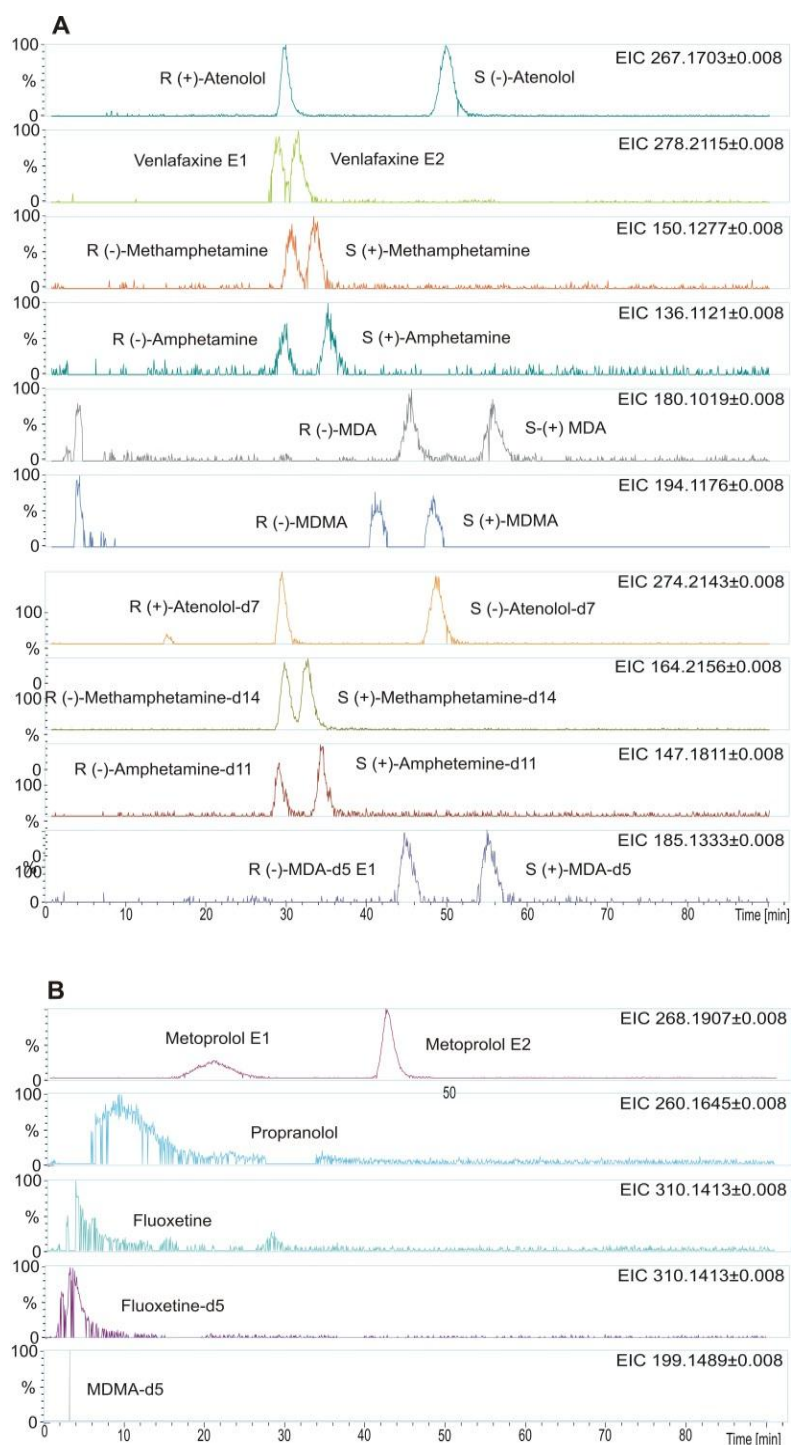 A
100
%
0
R (+)-Atenolol
S (-)-Atenolol
EIC 267.1703±0.008
100
%
0
Venlafaxine E1
Venlafaxine E2
EIC 278.2115±0.008
100
%
0
R (-)-Methamphetamine
S (+)-Methamphetamine
EIC 150.1277±0.008
100
%
0
R (-)-Amphetamine
S (+)-Amphetamine
EIC 136.1121±0.008
100
%
0
R (-)-MDA
S-(+) MDA
EIC 180.1019±0.008
100
%
0
R (-)-MDMA
S (+)-MDMA
EIC 194.1176±0.008
100
%
0
R (+)-Atenolol-d7
S (-)-Atenolol-d7
EIC 274.2143±0.008
100
%
0
R (-)-Methamphetamine-d14
S (+)-Methamphetamine-d14
EIC 164.2156±0.008
100
%
0
R (-)-Amphetamine-d11
S (+)-Amphetemine-d11
EIC 147.1811±0.008
100
%
0
R (-)-MDA-d5 E1
S (+)-MDA-d5
EIC 185.1333±0.008
0 10 20 30 40 50 60 70 80 Time [min]
B
%
0
Metoprolol E1
Metoprolol E2
EIC 268.1907±0.008
50
100
%
0
Propranolol
EIC 260.1645±0.008
100
%
0
Fluoxetine
EIC 310.1413±0.008
100
%
0
Fluoxetine-d5
EIC 310.1413±0.008
100
%
0
MDMA-d5
EIC 199.1489±0.008
0 10 20 30 40 50 60 70 80 Time [min]